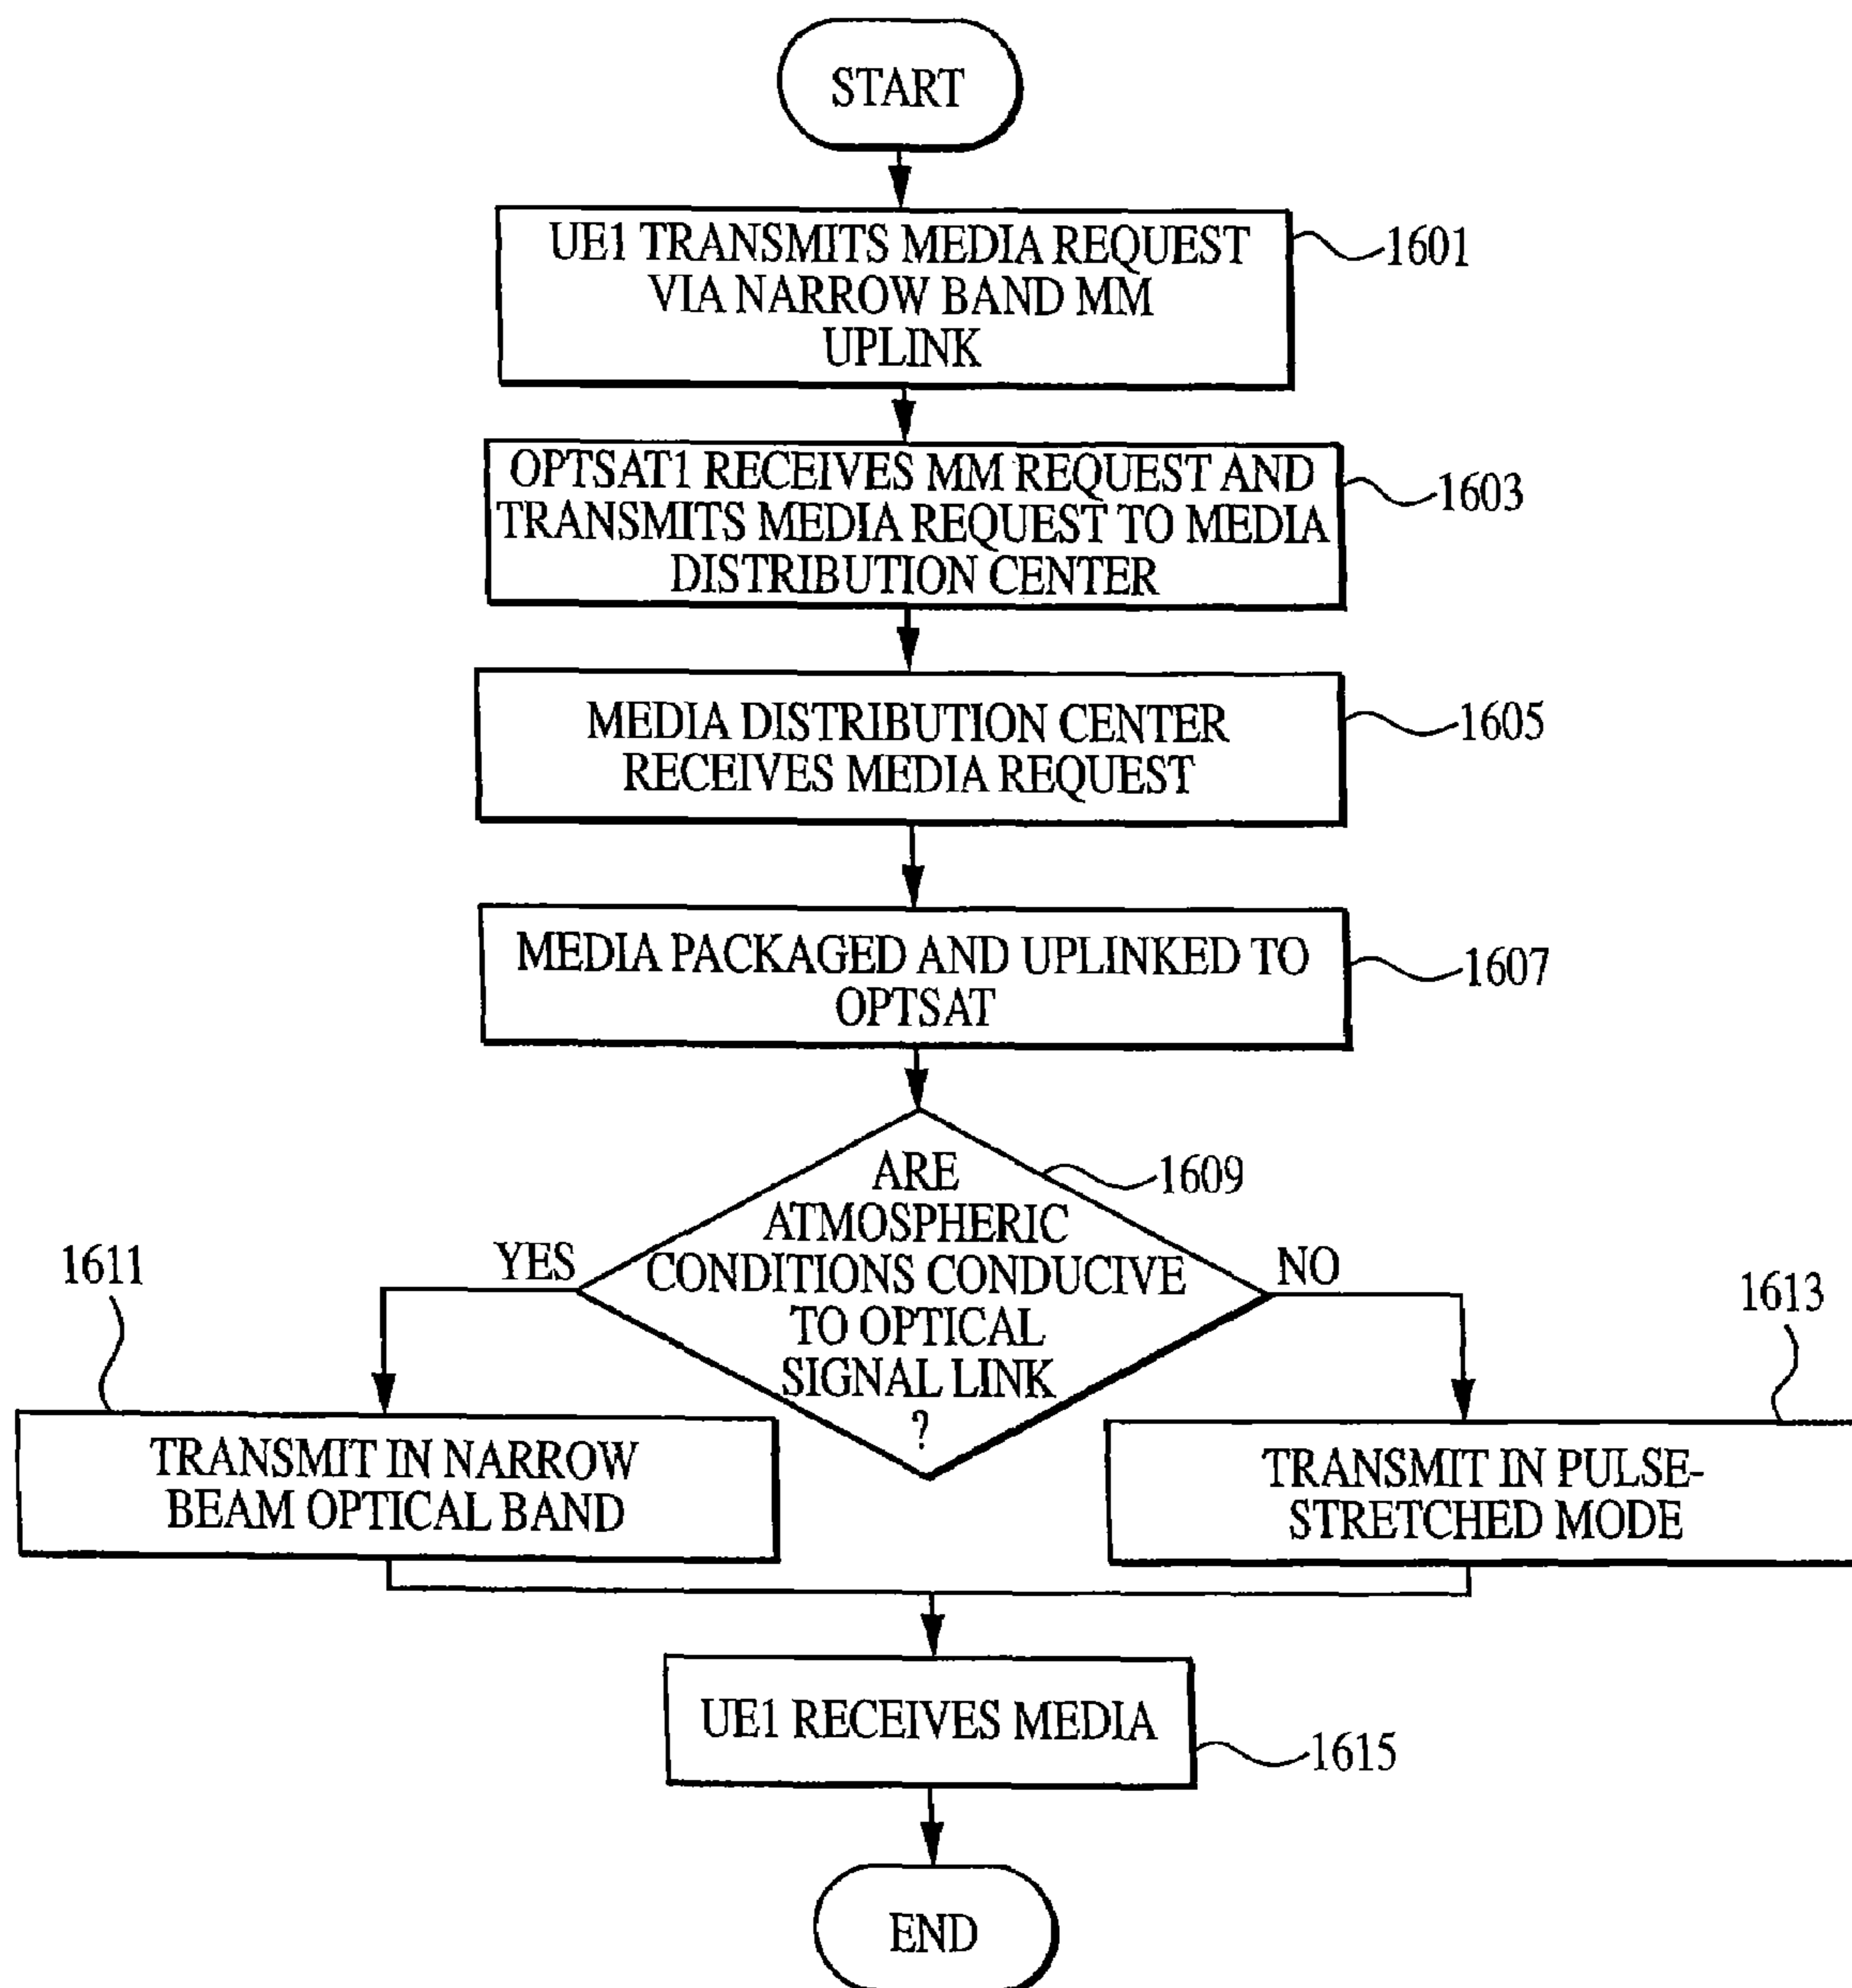 START
UE1 TRANSMITS MEDIA REQUEST
VIA NARROW BAND MM
UPLINK
1601
OPTSAT1 RECEIVES MM REQUEST AND
TRANSMITS MEDIA REQUEST TO MEDIA
DISTRIBUTION CENTER
1603
MEDIA DISTRIBUTION CENTER
RECEIVES MEDIA REQUEST
1605
MEDIA PACKAGED AND UPLINKED TO
OPTSAT
1607
ARE
ATMOSPHERIC
CONDITIONS CONDUCIVE
TO OPTICAL
SIGNAL LINK
?
1609
YES
NO
1611
TRANSMIT IN NARROW
BEAM OPTICAL BAND
1613
TRANSMIT IN PULSE-
STRETCHED MODE
UE1 RECEIVES MEDIA
1615
END